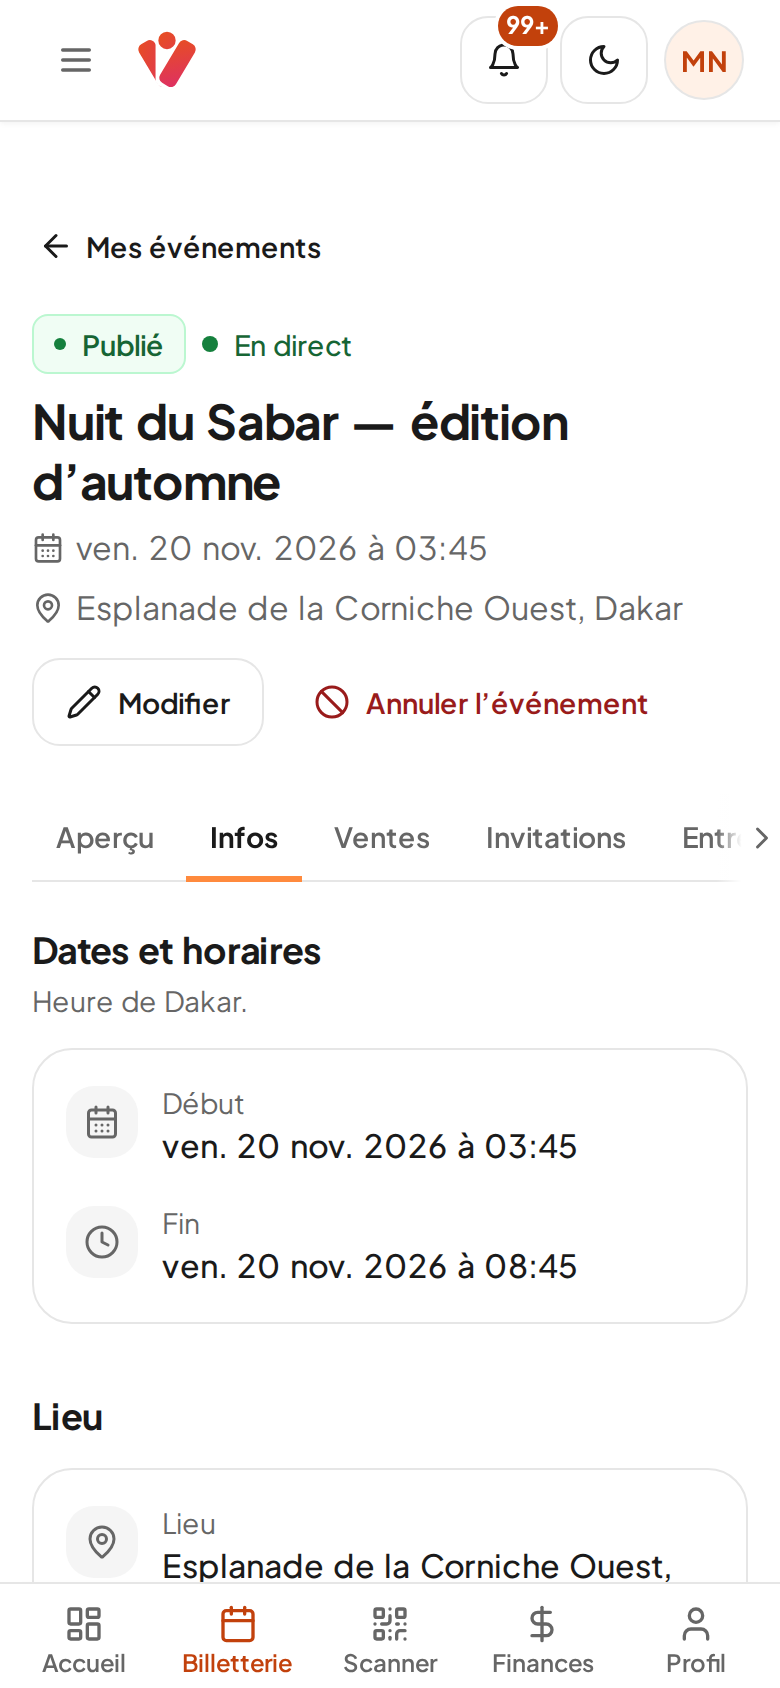 99+
MN
Mes événements
Publié
En direct
Nuit du Sabar — édition
d’automne
ven. 20 nov. 2026 à 03:45
Esplanade de la Corniche Ouest, Dakar
Modifier
Annuler l’événement
Aperçu Infos Ventes Invitations Entr
Dates et horaires
Heure de Dakar.
Début
ven. 20 nov. 2026 à 03:45
Fin
ven. 20 nov. 2026 à 08:45
Lieu
Lieu
Esplanade de la Corniche Ouest,
Accueil Billetterie Scanner Finances Profil